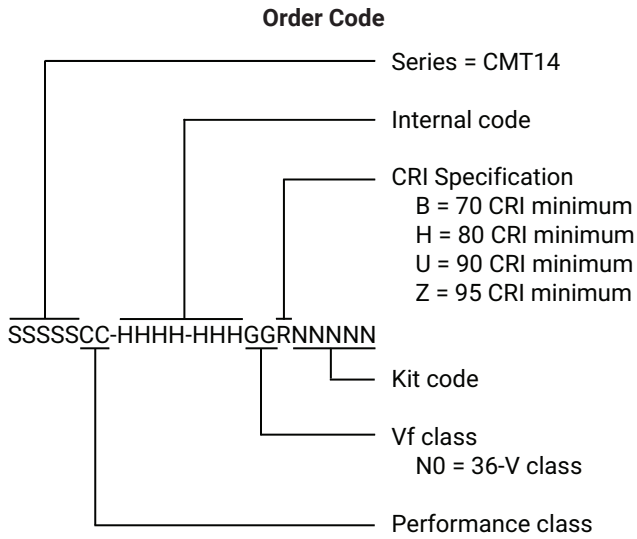 Order Code
Series = CMT14
Internal code
CRI Specification
B = 70 CRI minimum
H = 80 CRI minimum
U = 90 CRI minimum
Z = 95 CRI minimum
SSSSSCC-HHHH-HHHGGRNNNNN
Kit code
Vf class
N0 = 36-V class
Performance class